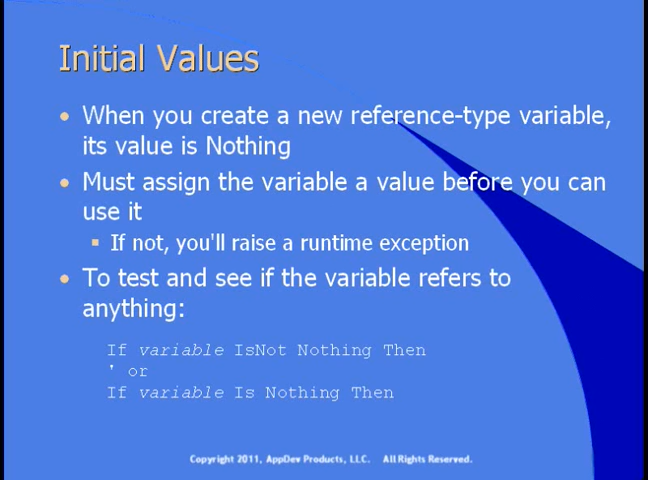 Initial Values
• When you create a new reference-type variable,
its value is Nothing
• Must assign the variable a value before you can
use it
▪ If not, you'll raise a runtime exception
• To test and see if the variable refers to
anything:
If variable IsNot Nothing Then
' or
If variable Is Nothing Then
Copyright 2011, AppDev Products, LLC. All Rights Reserved.